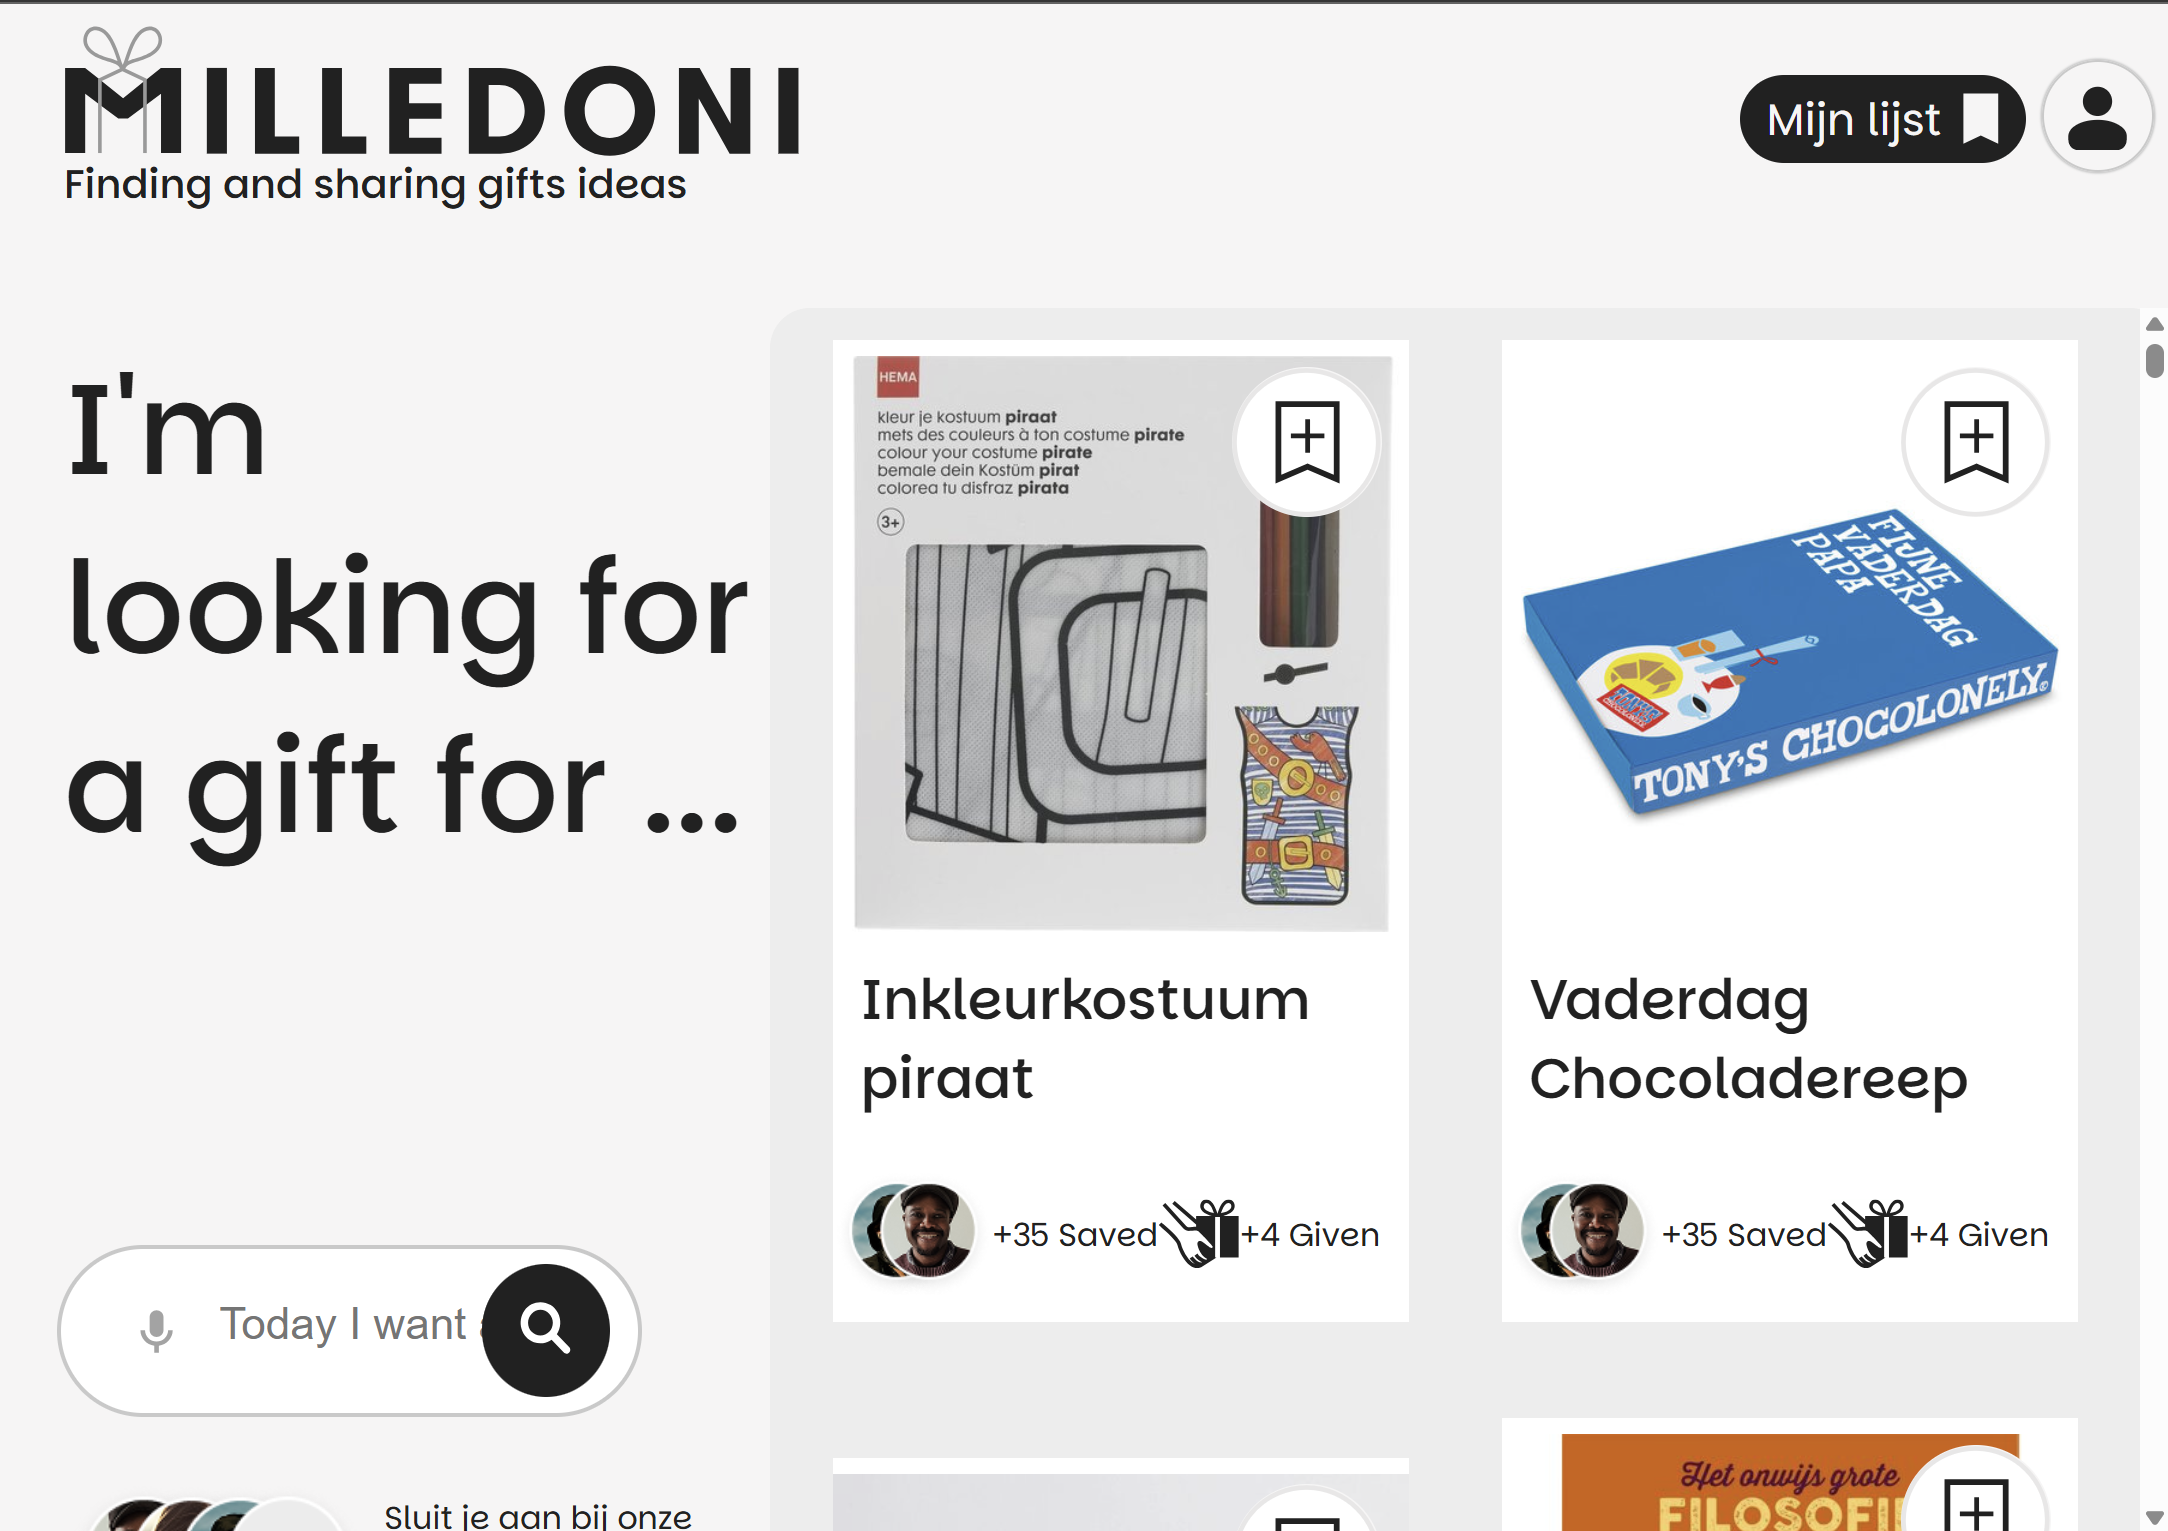 MILLEDONI
Finding and sharing gifts ideas
Mijn lijst
I'm
looking for
a gift for ...
Today I want
Sluit je aan bij onze
HEMA
kleur je kostuum piraat
mets des couleurs à ton costume pirate
colour your costume pirate
bemale dein Kostüm pirat
colorea tu disfraz pirata
3+
Inkleurkostuum
piraat
+35 Saved
+4 Given
FIJNE
VADERDAG
PAPA
TONY'S CHOCOLONELY
Vaderdag
Chocoladereep
+35 Saved
+4 Given
Het onwijs grote